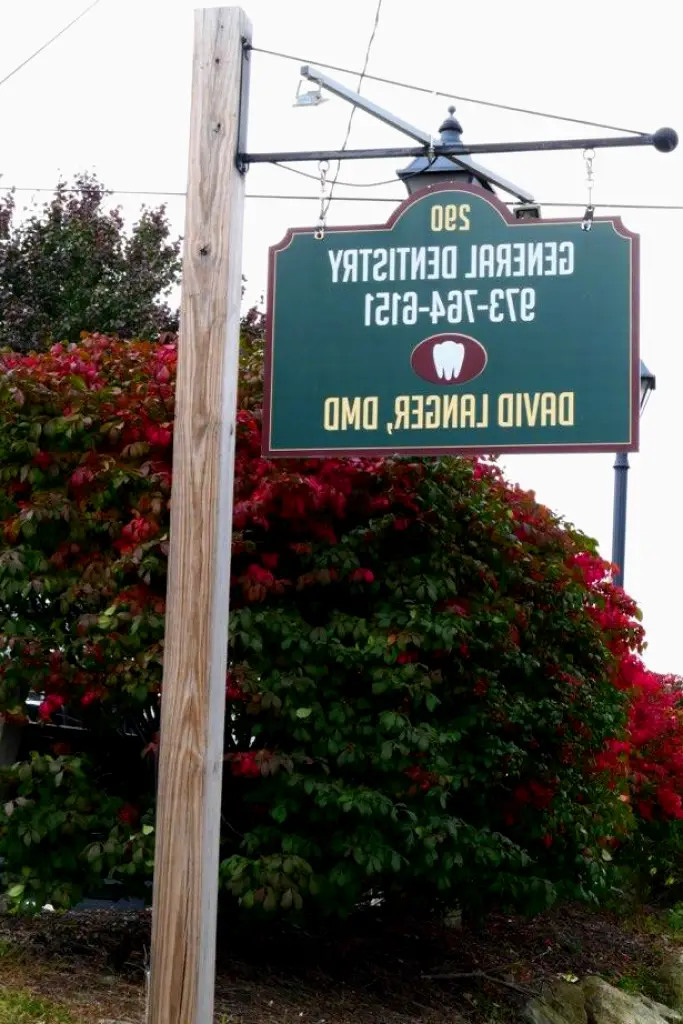 290
GENERAL DENTISTRY
973-764-6151
DAVID LANGER, DMD